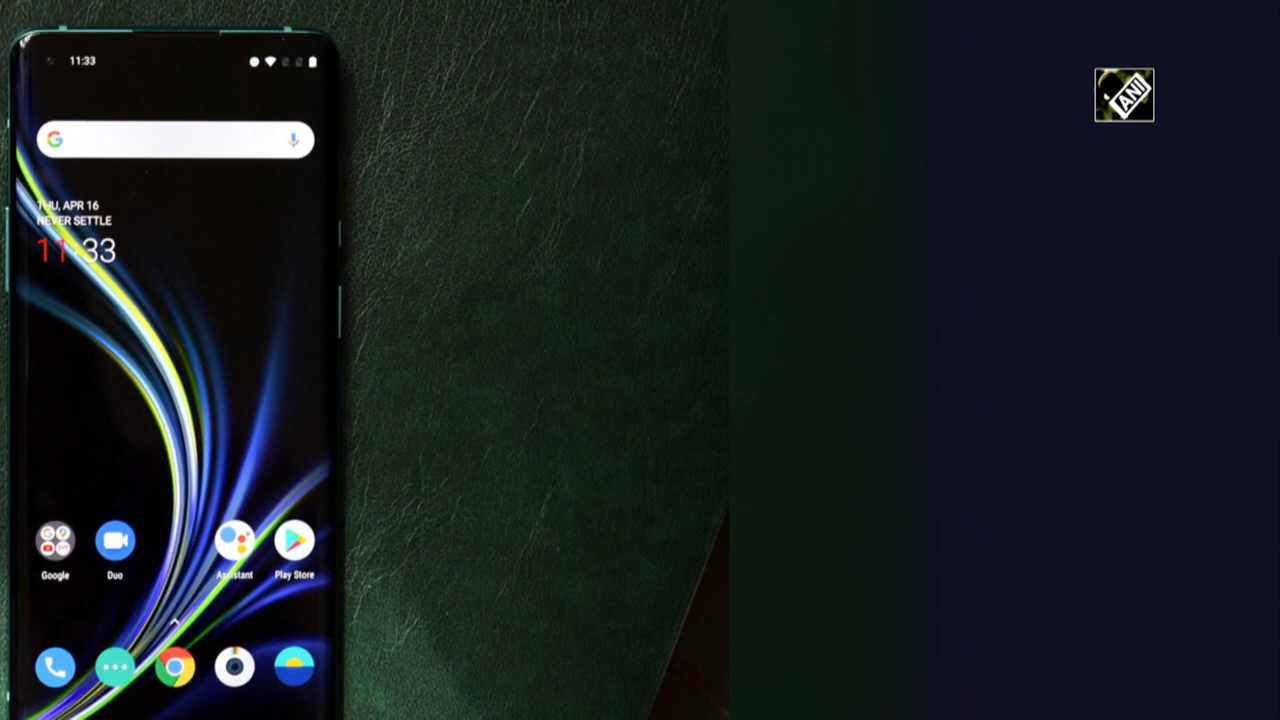 11:33
THU, APR 16
NEVER SETTLE
11:33
Google
Duo
Assistant
Play Store
ANI